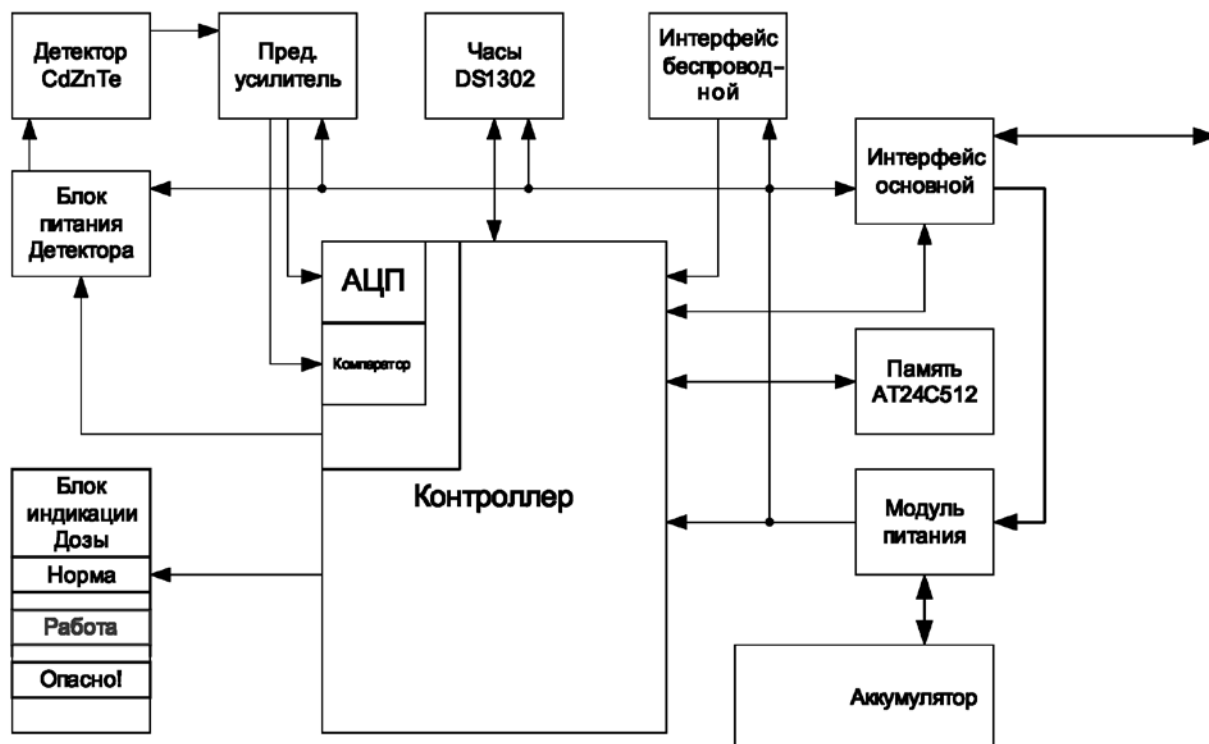 Детектор
CdZnTe
Пред.
усилитель
Часы
DS1302
Интерфейс
беспровод-
ной
Интерфейс
основной
Блок
питания
Детектора
АЦП
Компаратор
Память
AT24C512
Контроллер
Блок
индикации
Дозы
Норма
Работа
Опасно!
Модуль
питания
Аккумулятор